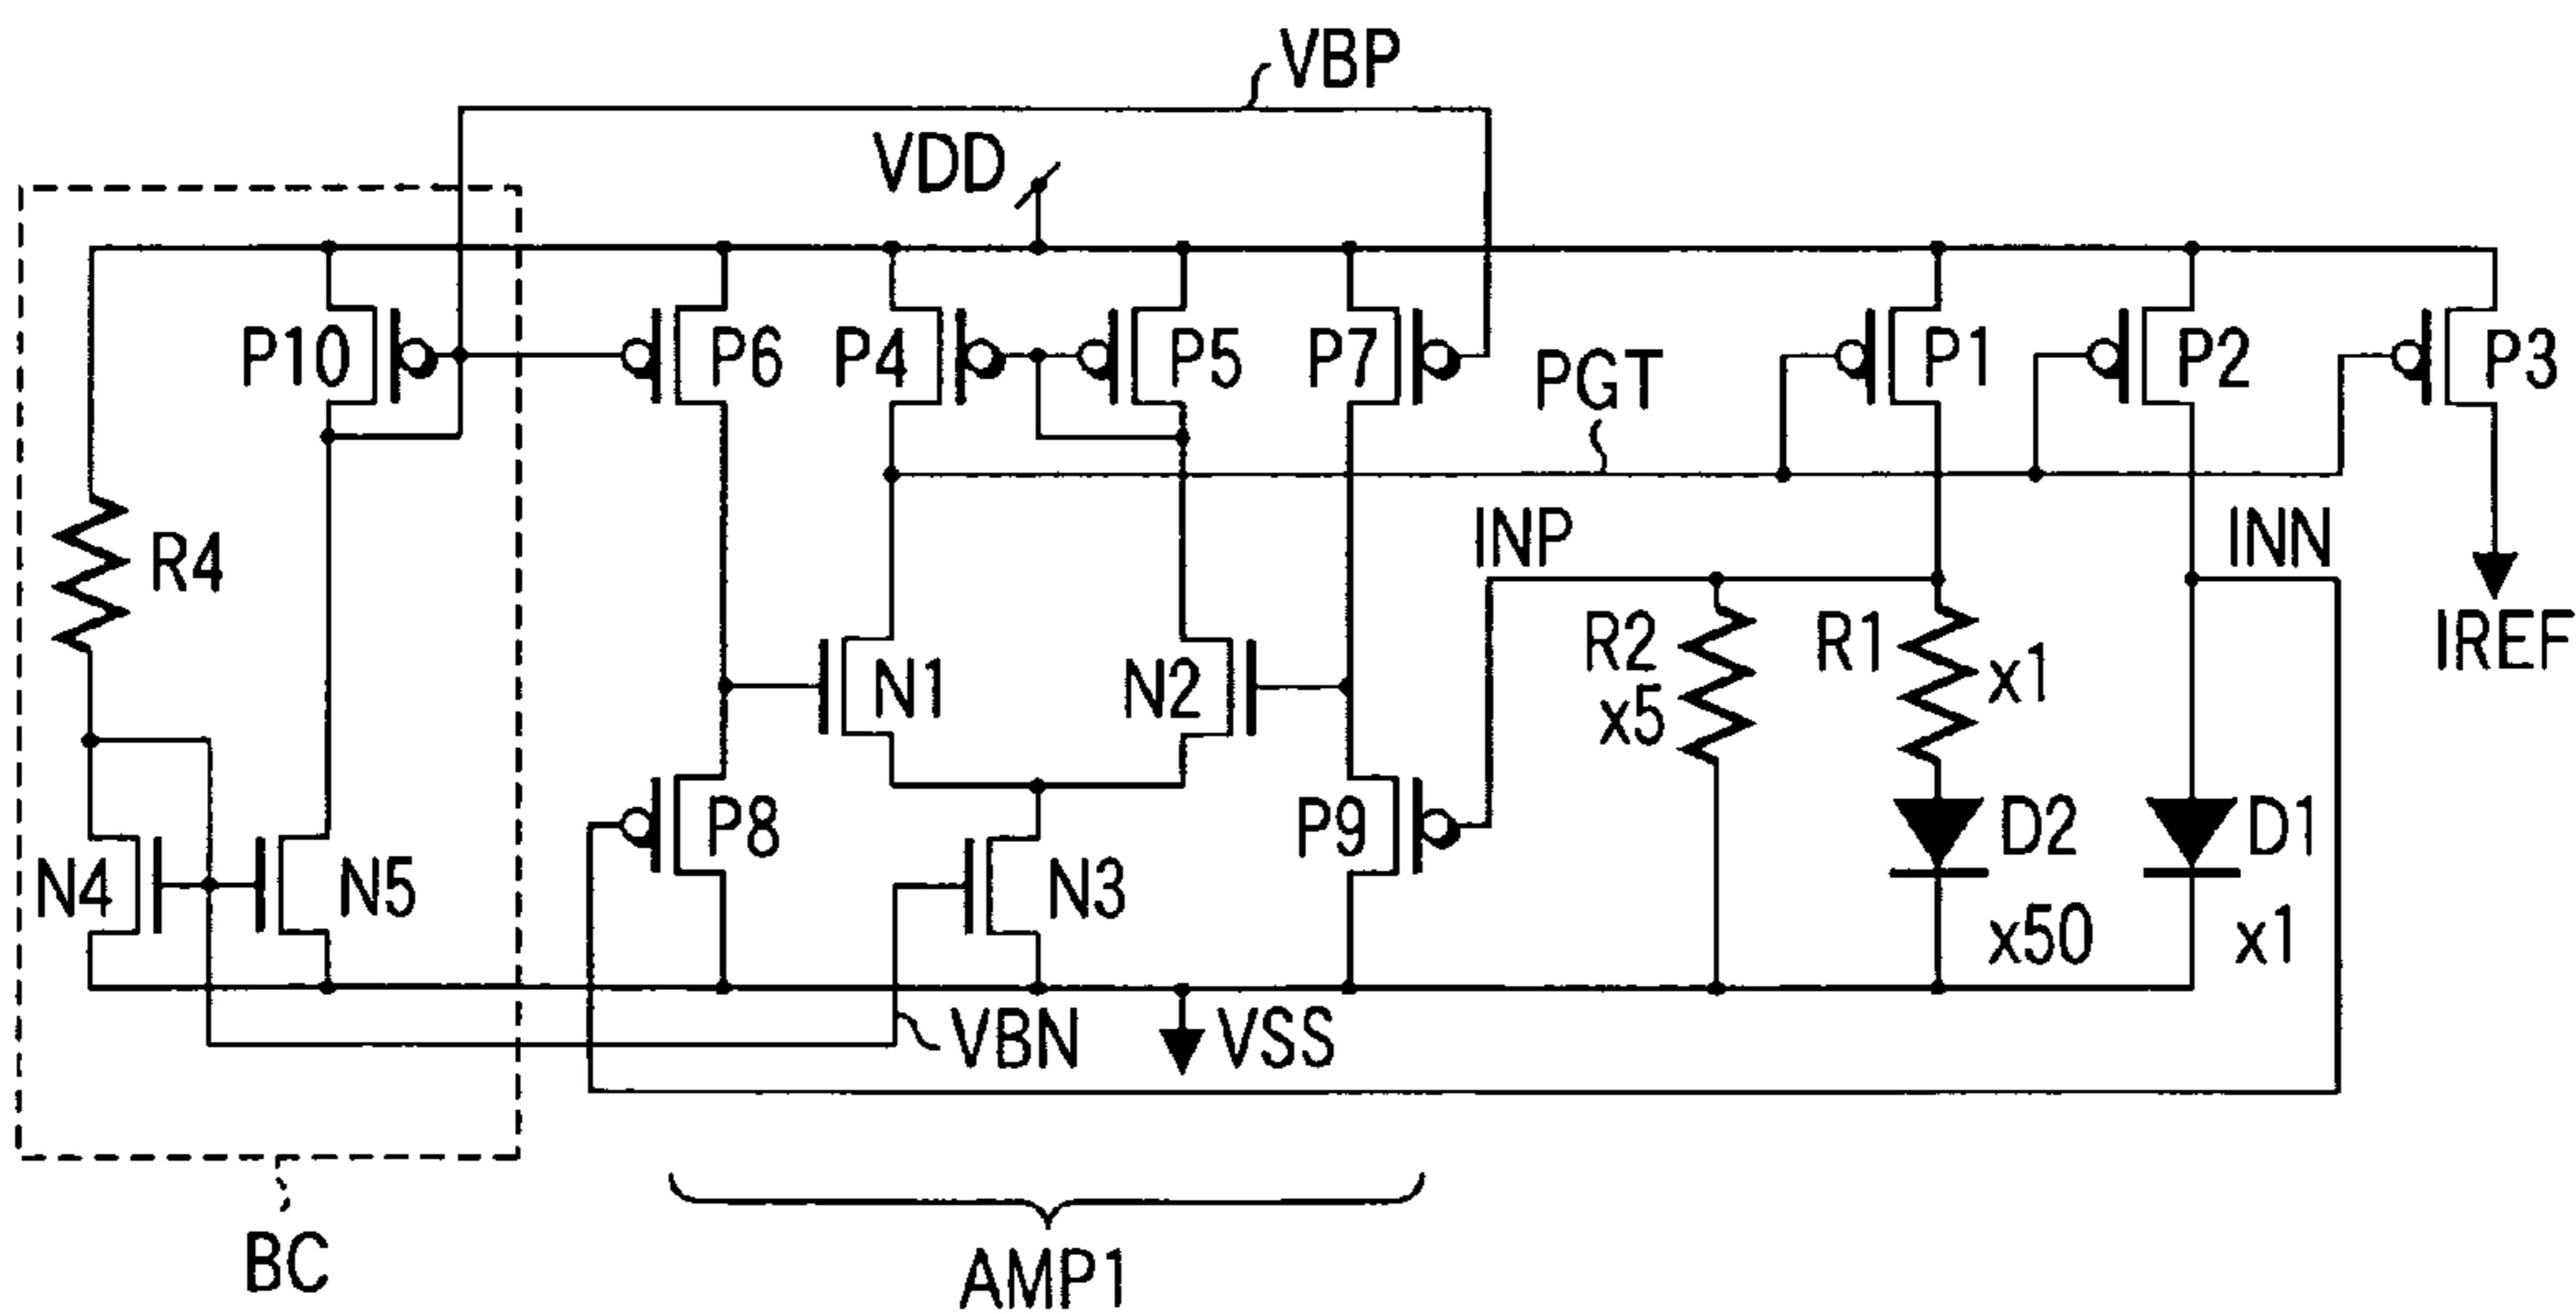 VBP
VDD
P10
P6
P4
P5
P7
PGT
P1
P2
P3
R4
INP
INN
R2
x5
R1
x1
IREF
N1
N2
P8
P9
D2
D1
N4
N5
N3
x50
x1
VBN
VSS
BC
AMP1